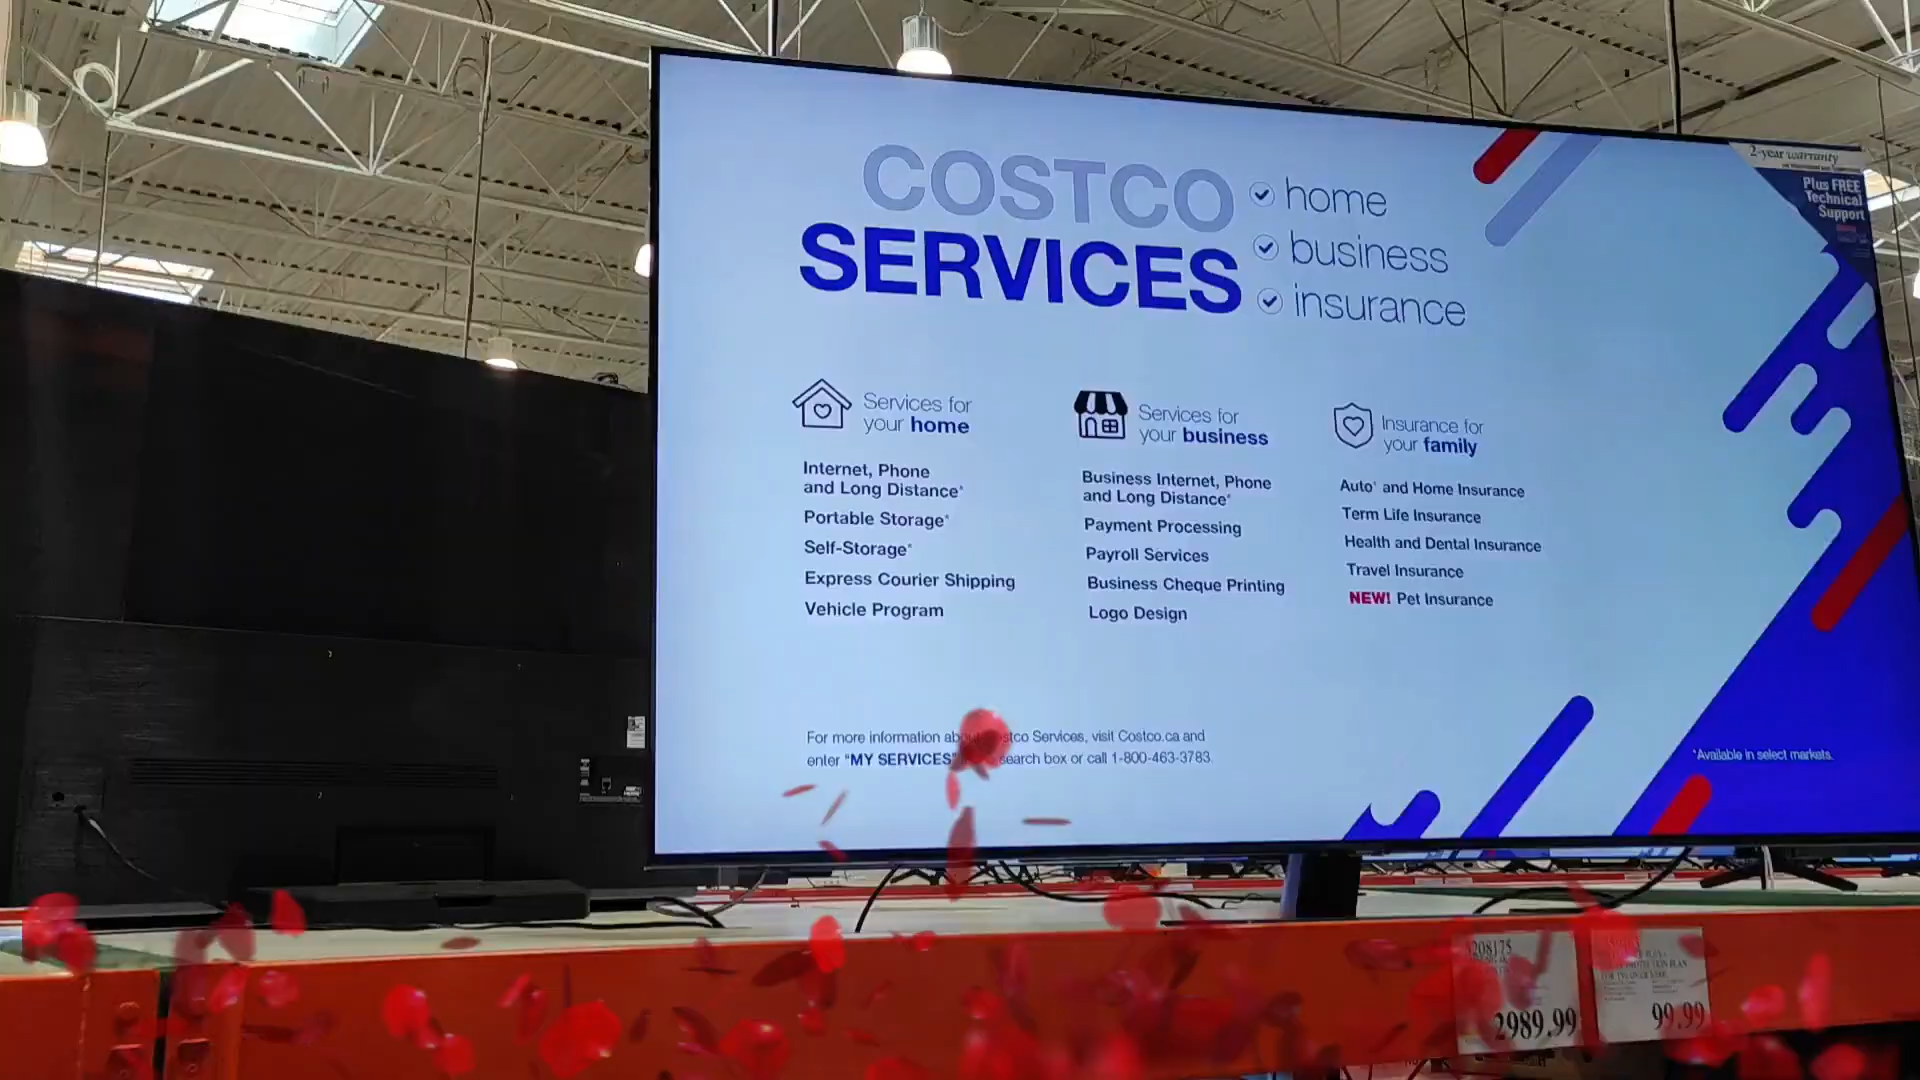 COSTCO
SERVICES
home
business
insurance
2-year warranty
Plus FREE
Technical
Support
Services for
your home
Internet, Phone
and Long Distance*
Portable Storage*
Self-Storage*
Express Courier Shipping
Vehicle Program
Services for
your business
Business Internet, Phone
and Long Distance*
Payment Processing
Payroll Services
Business Cheque Printing
Logo Design
Insurance for
your family
Auto* and Home Insurance
Term Life Insurance
Health and Dental Insurance
Travel Insurance
NEW! Pet Insurance
For more information stco Services, visit Costco.ca and
enter "MY SERVICES" search box or call 1-800-463-3783.
*Available in select markets.
208175
2989.99
99.99